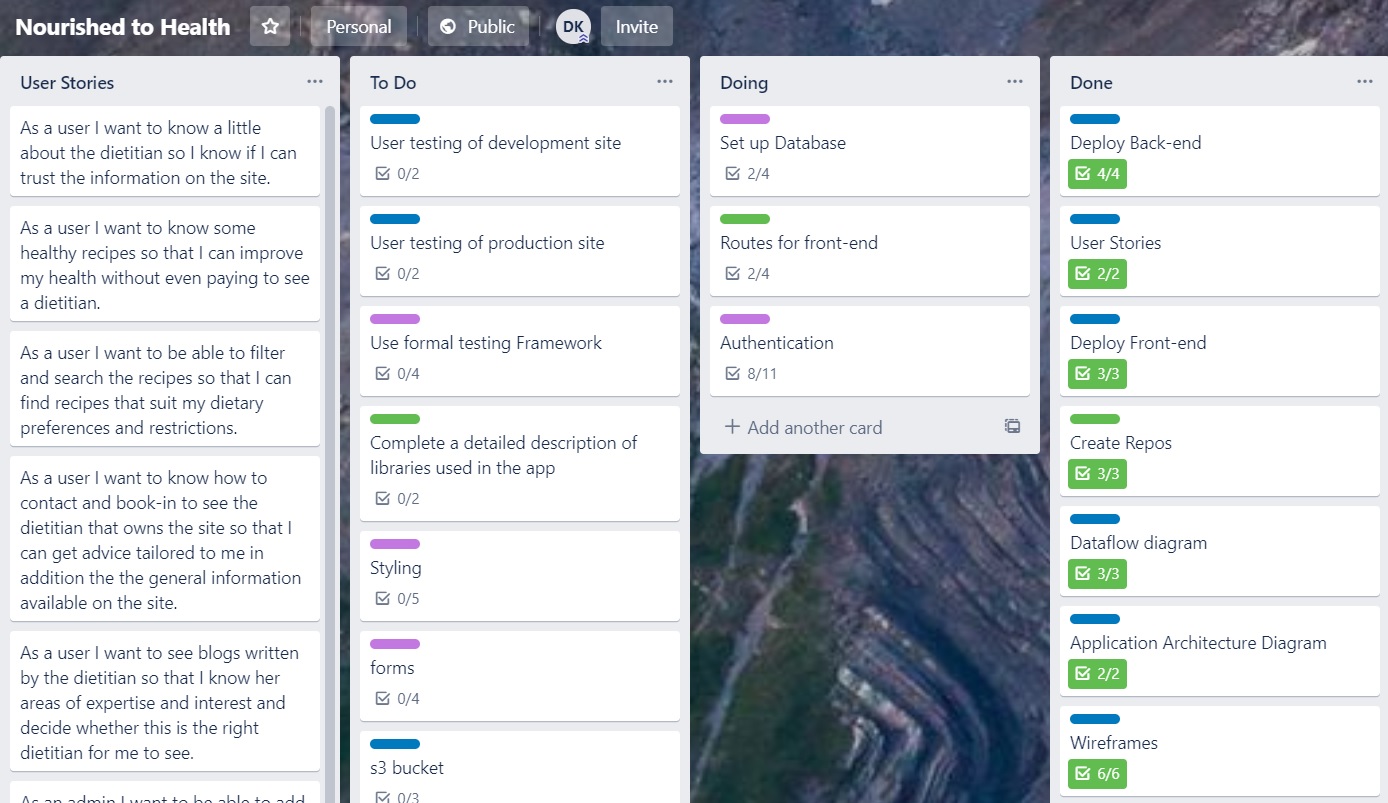 Nourished to Health
Personal
Public
DK
Invite
User Stories
As a user I want to know a little
about the dietitian so I know if I can
trust the information on the site.
As a user I want to know some
healthy recipes so that I can improve
my health without even paying to see
a dietitian.
As a user I want to be able to filter
and search the recipes so that I can
find recipes that suit my dietary
preferences and restrictions.
As a user I want to know how to
contact and book-in to see the
dietitian that owns the site so that I
can get advice tailored to me in
addition the the general information
available on the site.
As a user I want to see blogs written
by the dietitian so that I know her
areas of expertise and interest and
decide whether this is the right
dietitian for me to see.
As an admin I want to be able to add
To Do
User testing of development site
0/2
User testing of production site
0/2
Use formal testing Framework
0/4
Complete a detailed description of
libraries used in the app
0/2
Styling
0/5
forms
0/4
s3 bucket
0/3
Doing
Set up Database
2/4
Routes for front-end
2/4
Authentication
8/11
+ Add another card
Done
Deploy Back-end
4/4
User Stories
2/2
Deploy Front-end
3/3
Create Repos
3/3
Dataflow diagram
3/3
Application Architecture Diagram
2/2
Wireframes
6/6